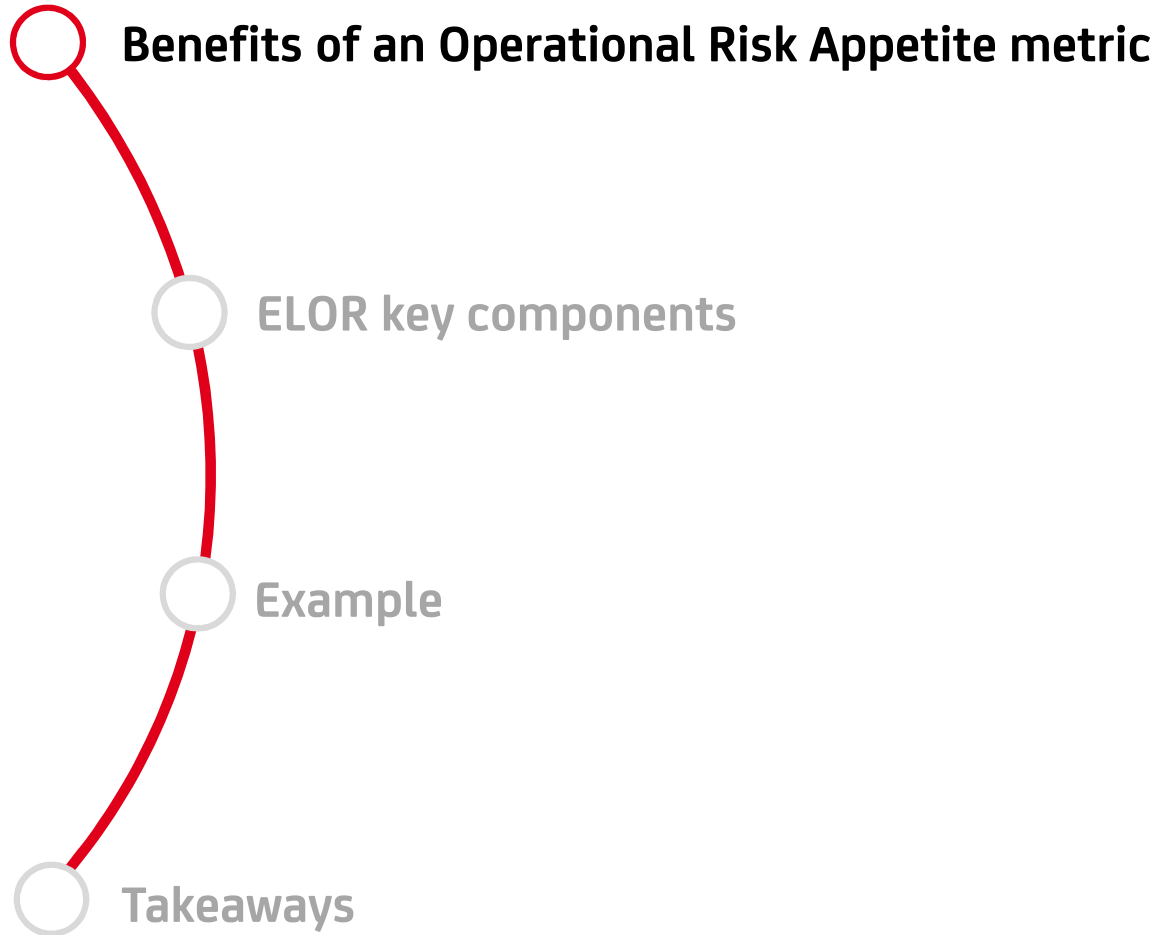 Benefits of an Operational Risk Appetite metric
ELOR key components
Example
Takeaways